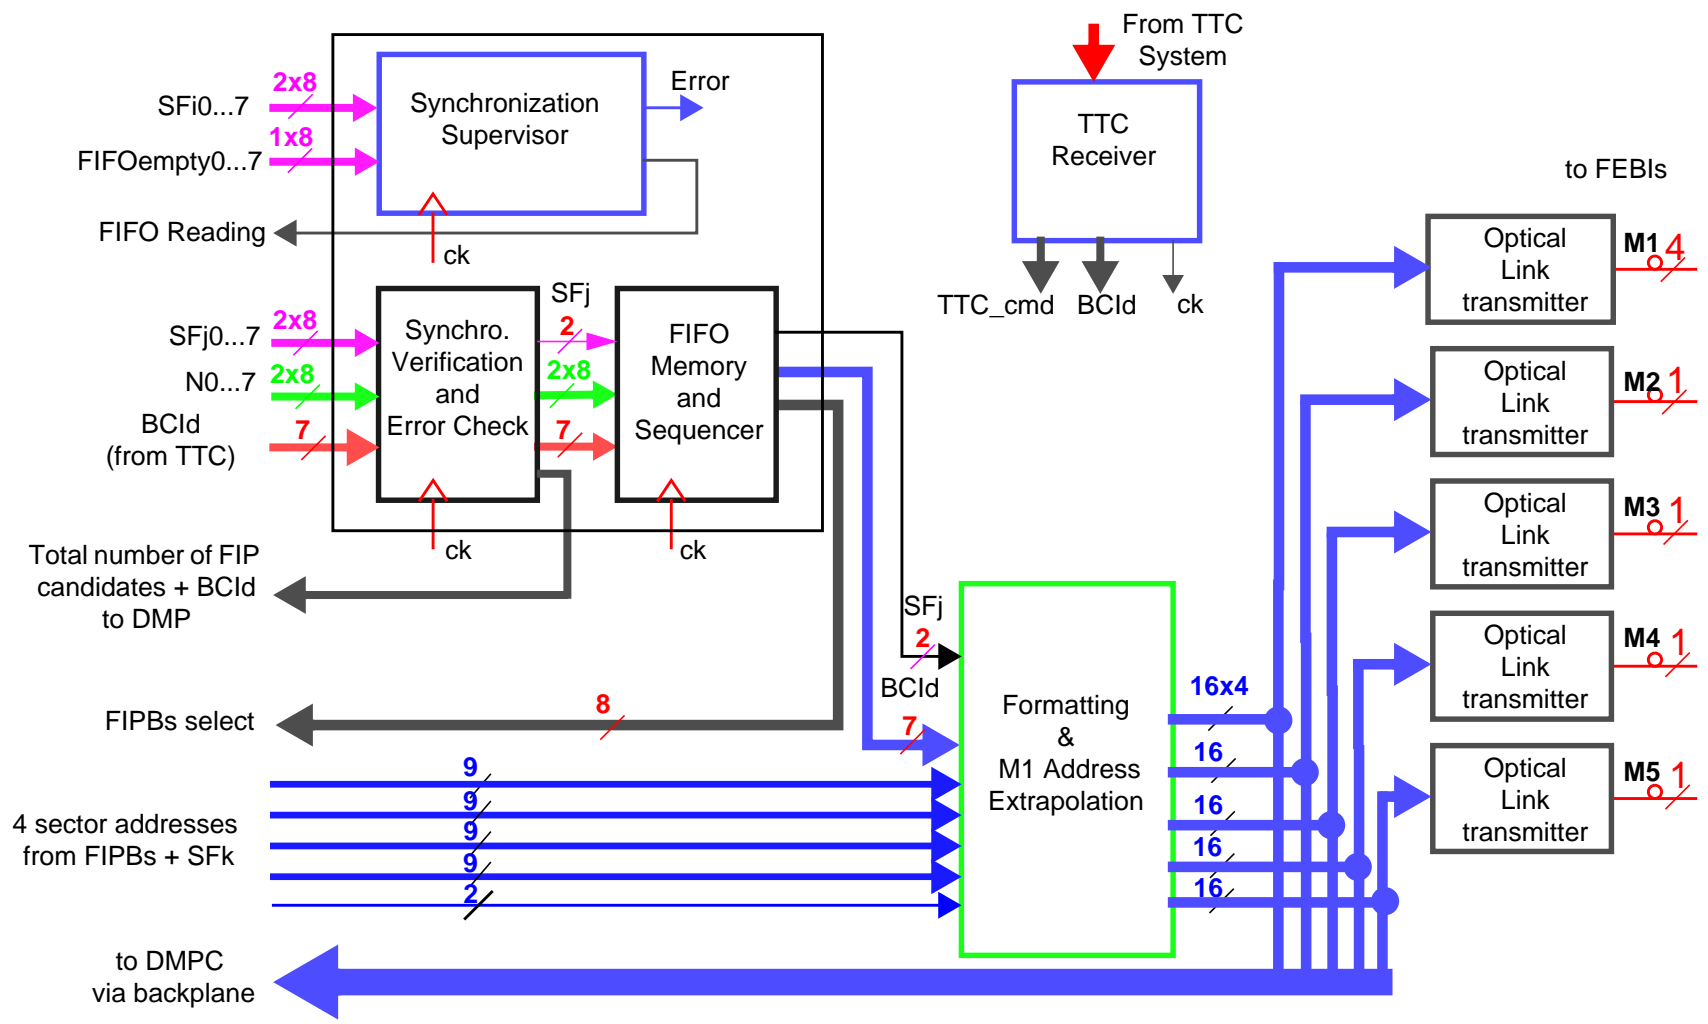 From TTC
System
2x8
SFi0...7
1x8
FIFOempty0...7
Synchronization
Supervisor
Error
FIFO Reading
ck
TTC
Receiver
TTC_cmd
BCId
ck
to FEBIs
SFj
2x8
SFj0...7
2x8
N0...7
7
BCId
(from TTC)
Synchro.
Verification
and
Error Check
2
2x8
7
FIFO
Memory
and
Sequencer
ck
ck
Total number of FIP
candidates + BCId
to DMP
FIPBs select
8
SFj
2
BCId
7
9
9
9
9
2
4 sector addresses
from FIPBs + SFk
Formatting
&
M1 Address
Extrapolation
16x4
16
16
16
16
Optical
Link
transmitter
M1
4
Optical
Link
transmitter
M2
1
Optical
Link
transmitter
M3
1
Optical
Link
transmitter
M4
1
Optical
Link
transmitter
M5
1
to DMPC
via backplane